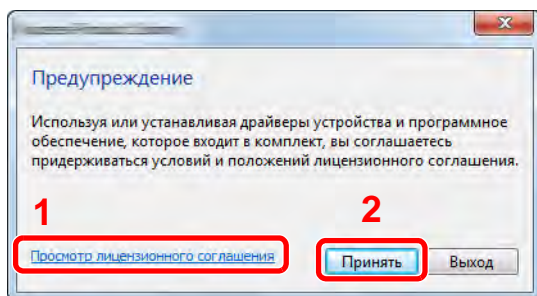 Предупреждение
Используя или устанавливая драйверы устройства и программное
обеспечение, которое входит в комплект, вы соглашаетесь
придерживаться условий и положений лицензионного соглашения.
1
2
Просмотр лицензионного соглашения
Принять
Выход